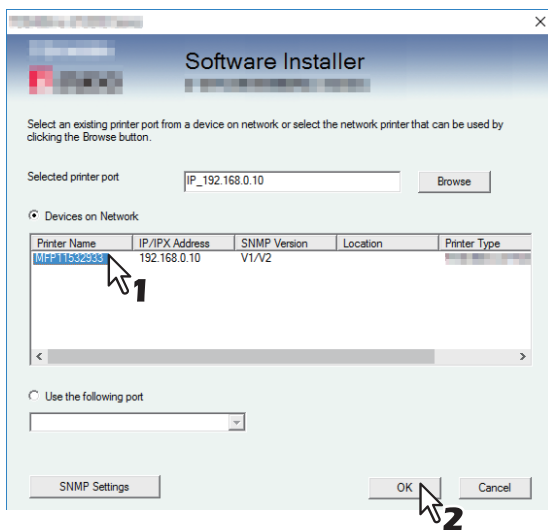 Software Installer
Select an existing printer port from a device on network or select the network printer that can be used by
clicking the Browse button.
Selected printer port IP_192.168.0.10 Browse
Devices on Network
Printer Name IP/IPX Address SNMP Version Location Printer Type
MFP11532933 192.168.0.10 V1/V2
1
Use the following port
SNMP Settings OK Cancel
2